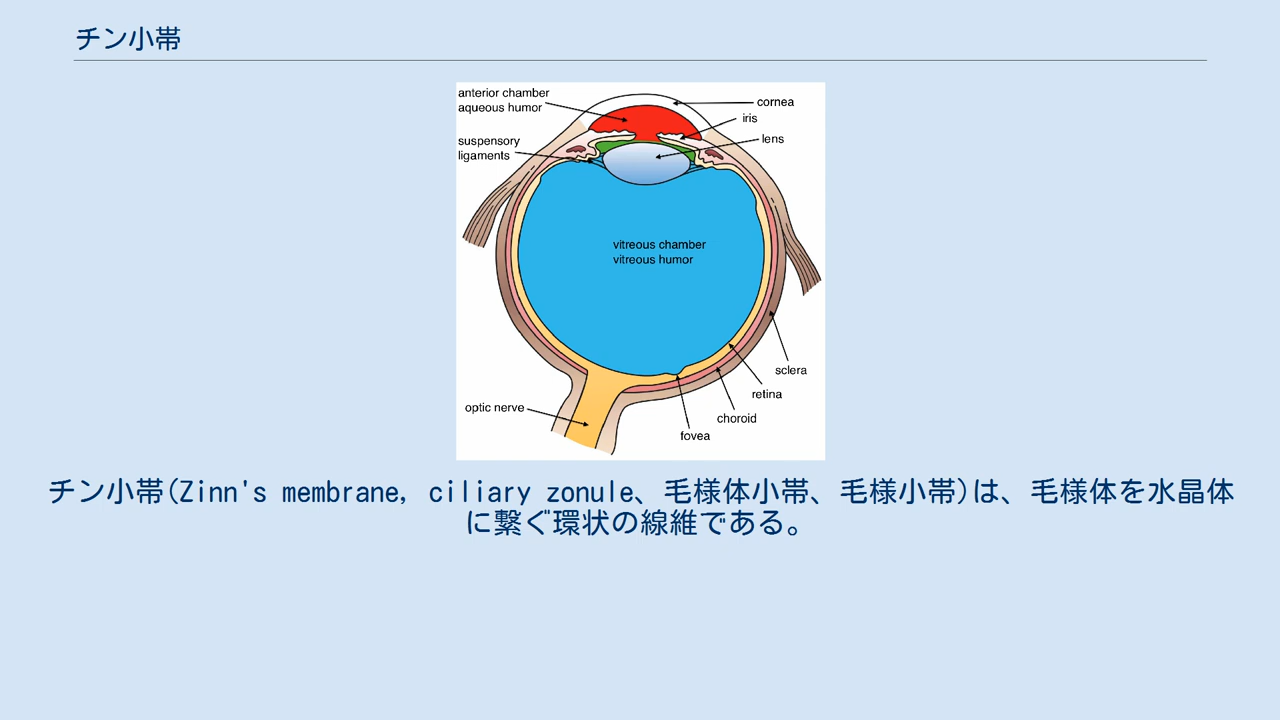 チン小帯
anterior chamber
aqueous humor
cornea
iris
lens
suspensory
ligaments
vitreous chamber
vitreous humor
sclera
retina
choroid
fovea
optic nerve
チン小帯(Zinn's membrane, ciliary zonule、毛様体小帯、毛様小帯)は、毛様体を水晶体
に繋ぐ環状の線維である。